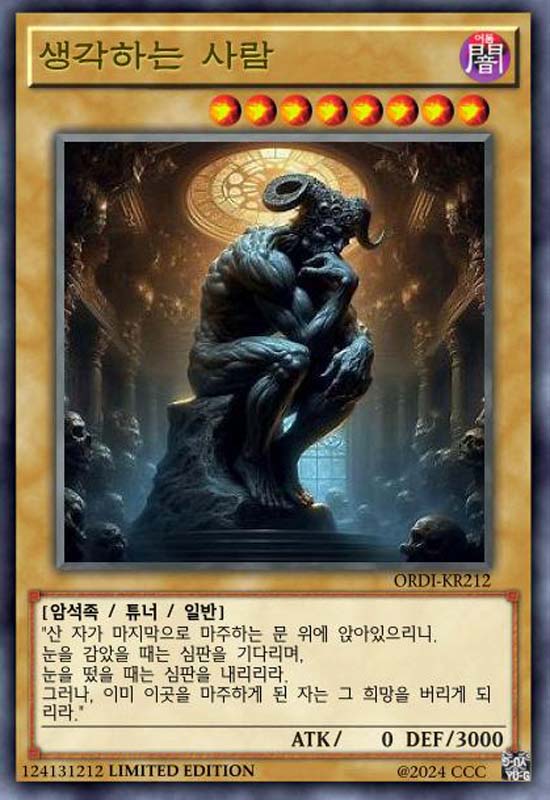 생각하는 사람
어둠
闇
ORDI-KR212
[암석족 / 튜너 / 일반]
"산 자가 마지막으로 마주하는 문 위에 앉아있으리니.
눈을 감았을 때는 심판을 기다리며,
눈을 떴을 때는 심판을 내리리라.
그러나, 이미 이곳을 마주하게 된 자는 그 희망을 버리게 되
리라."
ATK/ 0 DEF/3000
124131212 LIMITED EDITION @2024 CCC